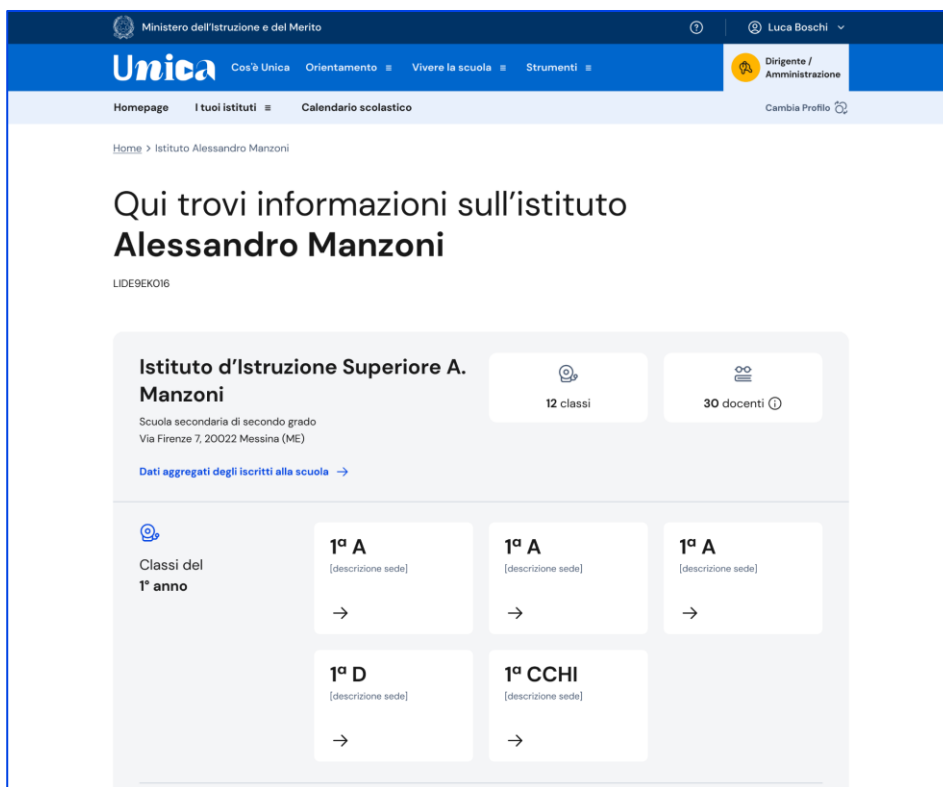 Ministero dell'Istruzione e del Merito
Luca Boschi
Unica
Cos'è Unica Orientamento Vivere la scuola Strumenti
Dirigente /
Amministrazione
Homepage I tuoi istituti Calendario scolastico
Cambia Profilo
Home > Istituto Alessandro Manzoni
Qui trovi informazioni sull'istituto
Alessandro Manzoni
LIDE9EK016
Istituto d'Istruzione Superiore A.
Manzoni
Scuola secondaria di secondo grado
Via Firenze 7, 20022 Messina (ME)
Dati aggregati degli iscritti alla scuola →
12 classi
30 docenti
Classi del
1° anno
1ª A
[descrizione sede]
→
1ª A
[descrizione sede]
→
1ª A
[descrizione sede]
→
1ª D
[descrizione sede]
→
1ª CCHI
[descrizione sede]
→